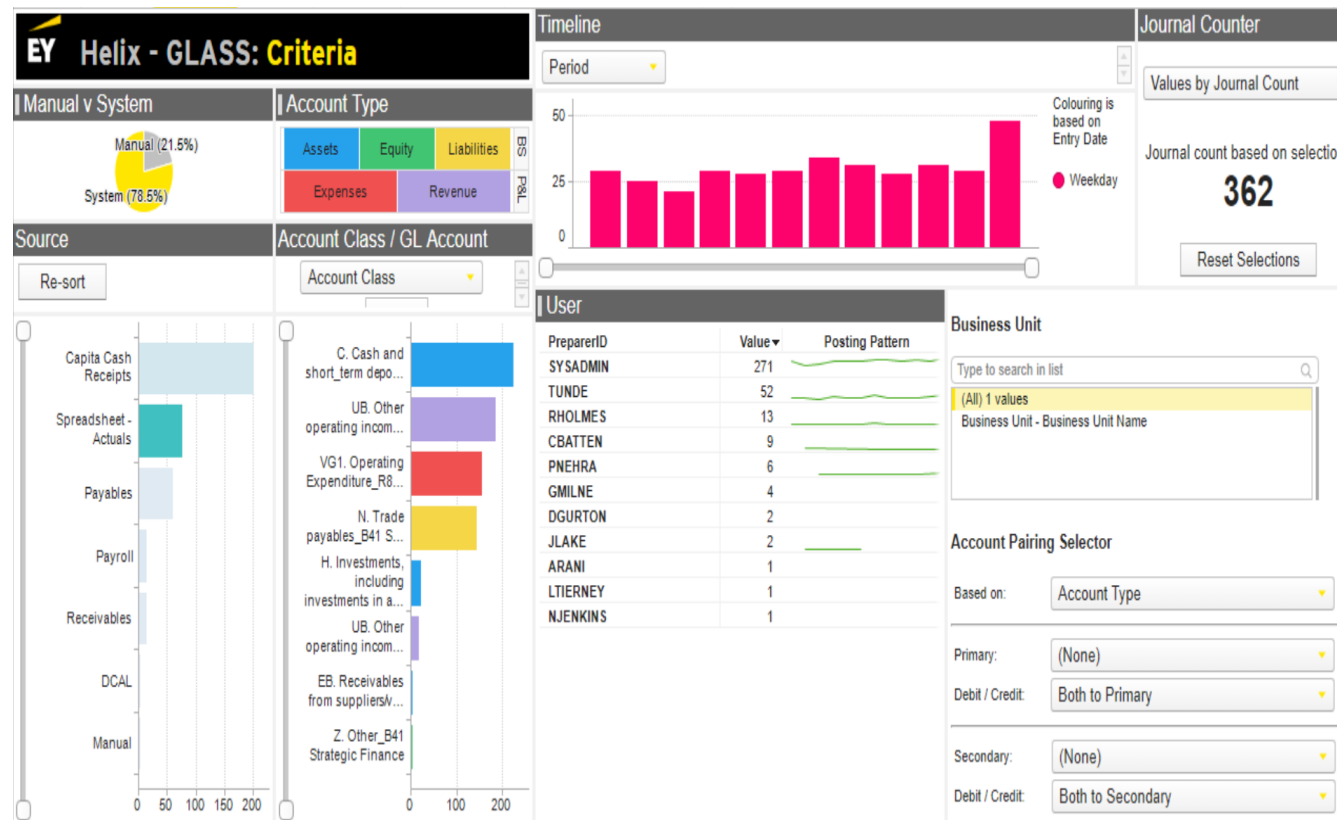 EY Helix - GLASS: Criteria
Manual v System
Manual (21.5%)
System (78.5%)
Account Type
Assets Equity Liabilities BS
Expenses Revenue P&L
Source
Re-sort
Capita Cash
Receipts
Spreadsheet -
Actuals
Payables
Payroll
Receivables
DCAL
Manual
0 50 100 150 200
Account Class / GL Account
Account Class
C. Cash and
short_term depo...
UB. Other
operating incom...
VG1. Operating
Expenditure_R8...
N. Trade
payables_B41 S...
H. Investments,
including
investments in a...
UB. Other
operating incom...
EB. Receivables
from suppliers/v...
Z. Other_B41
Strategic Finance
0 100 200
Timeline
Period
50
25
0
Colouring is
based on
Entry Date
Weekday
Journal Counter
Values by Journal Count
Journal count based on selectio
362
Reset Selections
User
PreparerID Value Posting Pattern
SYSADMIN 271
TUNDE 52
RHOLMES 13
CBATTEN 9
PNEHRA 6
GMILNE 4
DGURTON 2
JLAKE 2
ARANI 1
LTIERNEY 1
NJENKINS 1
Business Unit
Type to search in list
(All) 1 values
Business Unit - Business Unit Name
Account Pairing Selector
Based on: Account Type
Primary: (None)
Debit / Credit: Both to Primary
Secondary: (None)
Debit / Credit: Both to Secondary